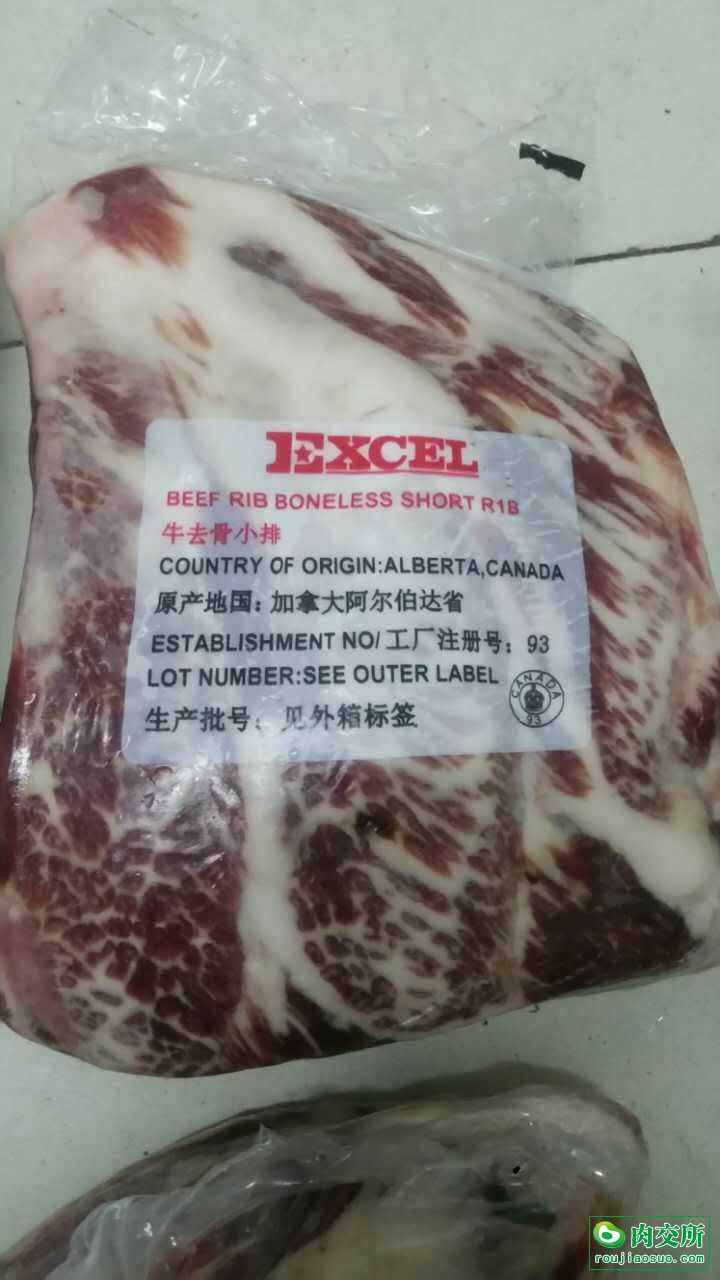 EXCEL
BEEF RIB BONELESS SHORT R1B
牛去骨小排
COUNTRY OF ORIGIN:ALBERTA,CANADA
原产地国：加拿大阿尔伯达省
ESTABLISHMENT NO/工厂注册号：93
LOT NUMBER:SEE OUTER LABEL
生产批号：见外箱标签
CANADA
93
肉交所
roujiaosuo.com